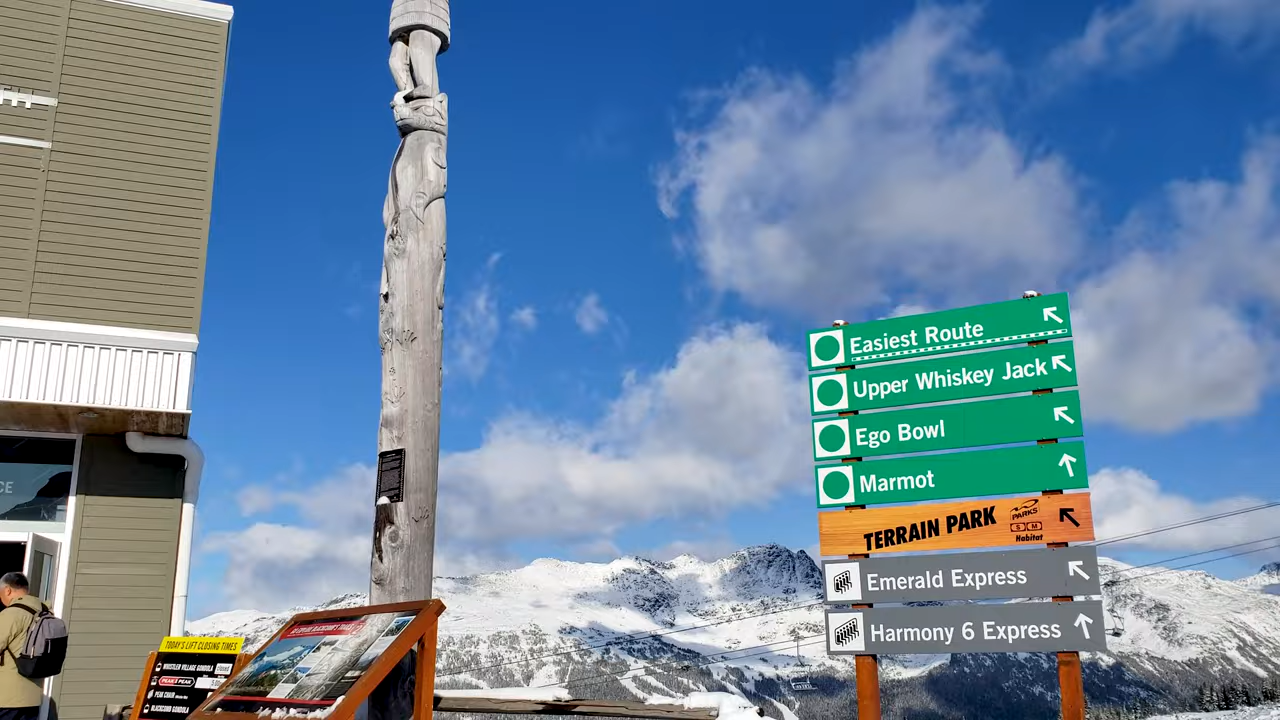 CE
TODAY'S LIFT CLOSING TIMES
WHISTLER VILLAGE GONDOLA
PEAK 2 PEAK
PEAK CHAIR
BLACKCOMB GONDOLA
Easiest Route
Upper Whiskey Jack
Ego Bowl
Marmot
TERRAIN PARK
PARKS
S M
Habitat
Emerald Express
Harmony 6 Express